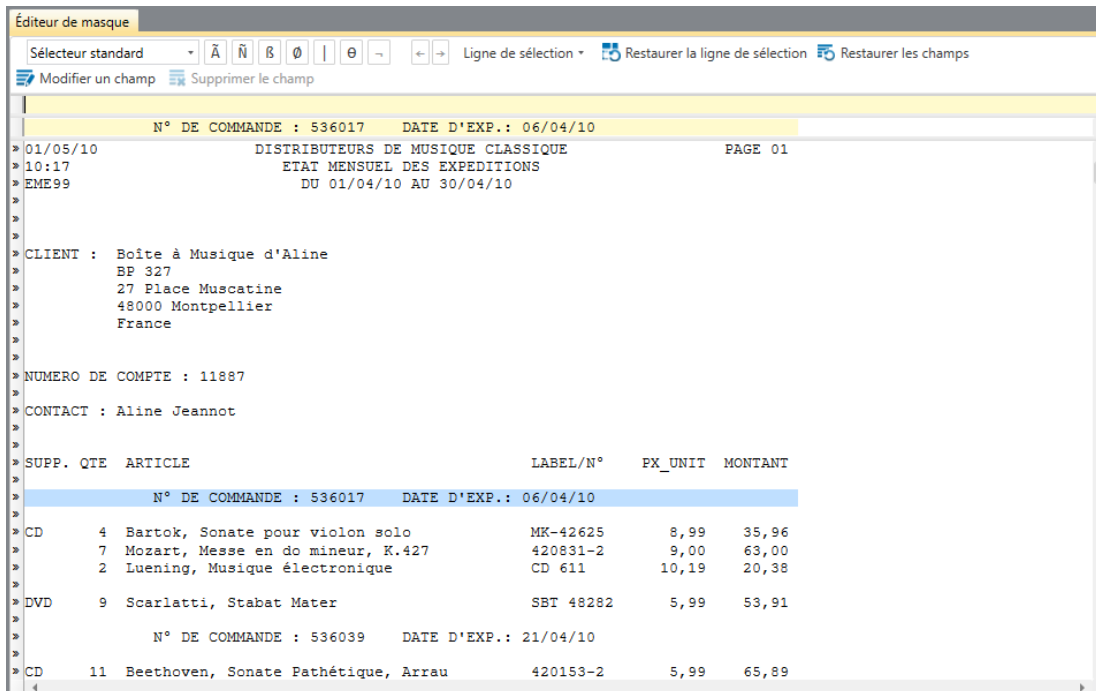 Éditeur de masque
Sélecteur standard Ã Ñ ß Ø | Ɵ ¬ ← → Ligne de sélection Restaurer la ligne de sélection Restaurer les champs
Modifier un champ Supprimer le champ
N° DE COMMANDE : 536017 DATE D'EXP.: 06/04/10
» 01/05/10 DISTRIBUTEURS DE MUSIQUE CLASSIQUE PAGE 01
» 10:17 ETAT MENSUEL DES EXPEDITIONS
» EME99 DU 01/04/10 AU 30/04/10
»
»
»
» CLIENT : Boîte à Musique d'Aline
» BP 327
» 27 Place Muscatine
» 48000 Montpellier
» France
»
»
» NUMERO DE COMPTE : 11887
»
» CONTACT : Aline Jeannot
»
»
» SUPP. QTE ARTICLE LABEL/N° PX_UNIT MONTANT
»
» N° DE COMMANDE : 536017 DATE D'EXP.: 06/04/10
»
» CD 4 Bartok, Sonate pour violon solo MK-42625 8,99 35,96
» 7 Mozart, Messe en do mineur, K.427 420831-2 9,00 63,00
» 2 Luening, Musique électronique CD 611 10,19 20,38
»
» DVD 9 Scarlatti, Stabat Mater SBT 48282 5,99 53,91
»
» N° DE COMMANDE : 536039 DATE D'EXP.: 21/04/10
»
» CD 11 Beethoven, Sonate Pathétique, Arrau 420153-2 5,99 65,89